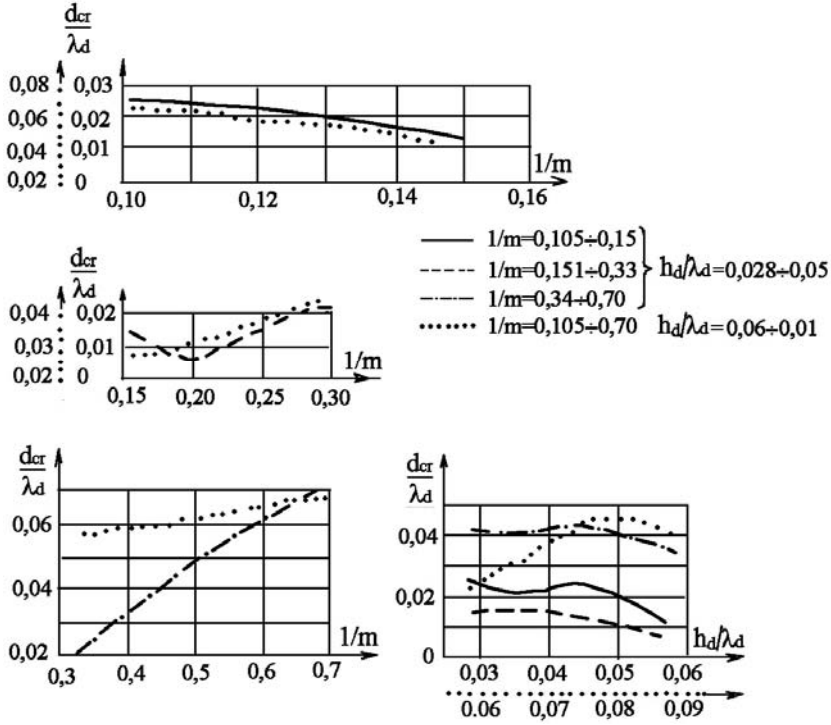 dcr
λd
0,08 0,03
0,06 0,02
0,04 0,01
0,02 0
1/m
0,10 0,12 0,14 0,16
1/m=0,105÷0,15
1/m=0,151÷0,33 hd/λd=0,028÷0,05
1/m=0,34÷0,70
1/m=0,105÷0,70 hd/λd=0,06÷0,01
dcr
λd
0,04 0,02
0,03 0,01
0,02 0
1/m
0,15 0,20 0,25 0,30
dcr
λd
0,06
0,04
0,02
1/m
0,3 0,4 0,5 0,6 0,7
dcr
λd
0,04
0,02
0
hd/λd
0,03 0,04 0,05 0,06
0.06 0,07 0,08 0,09